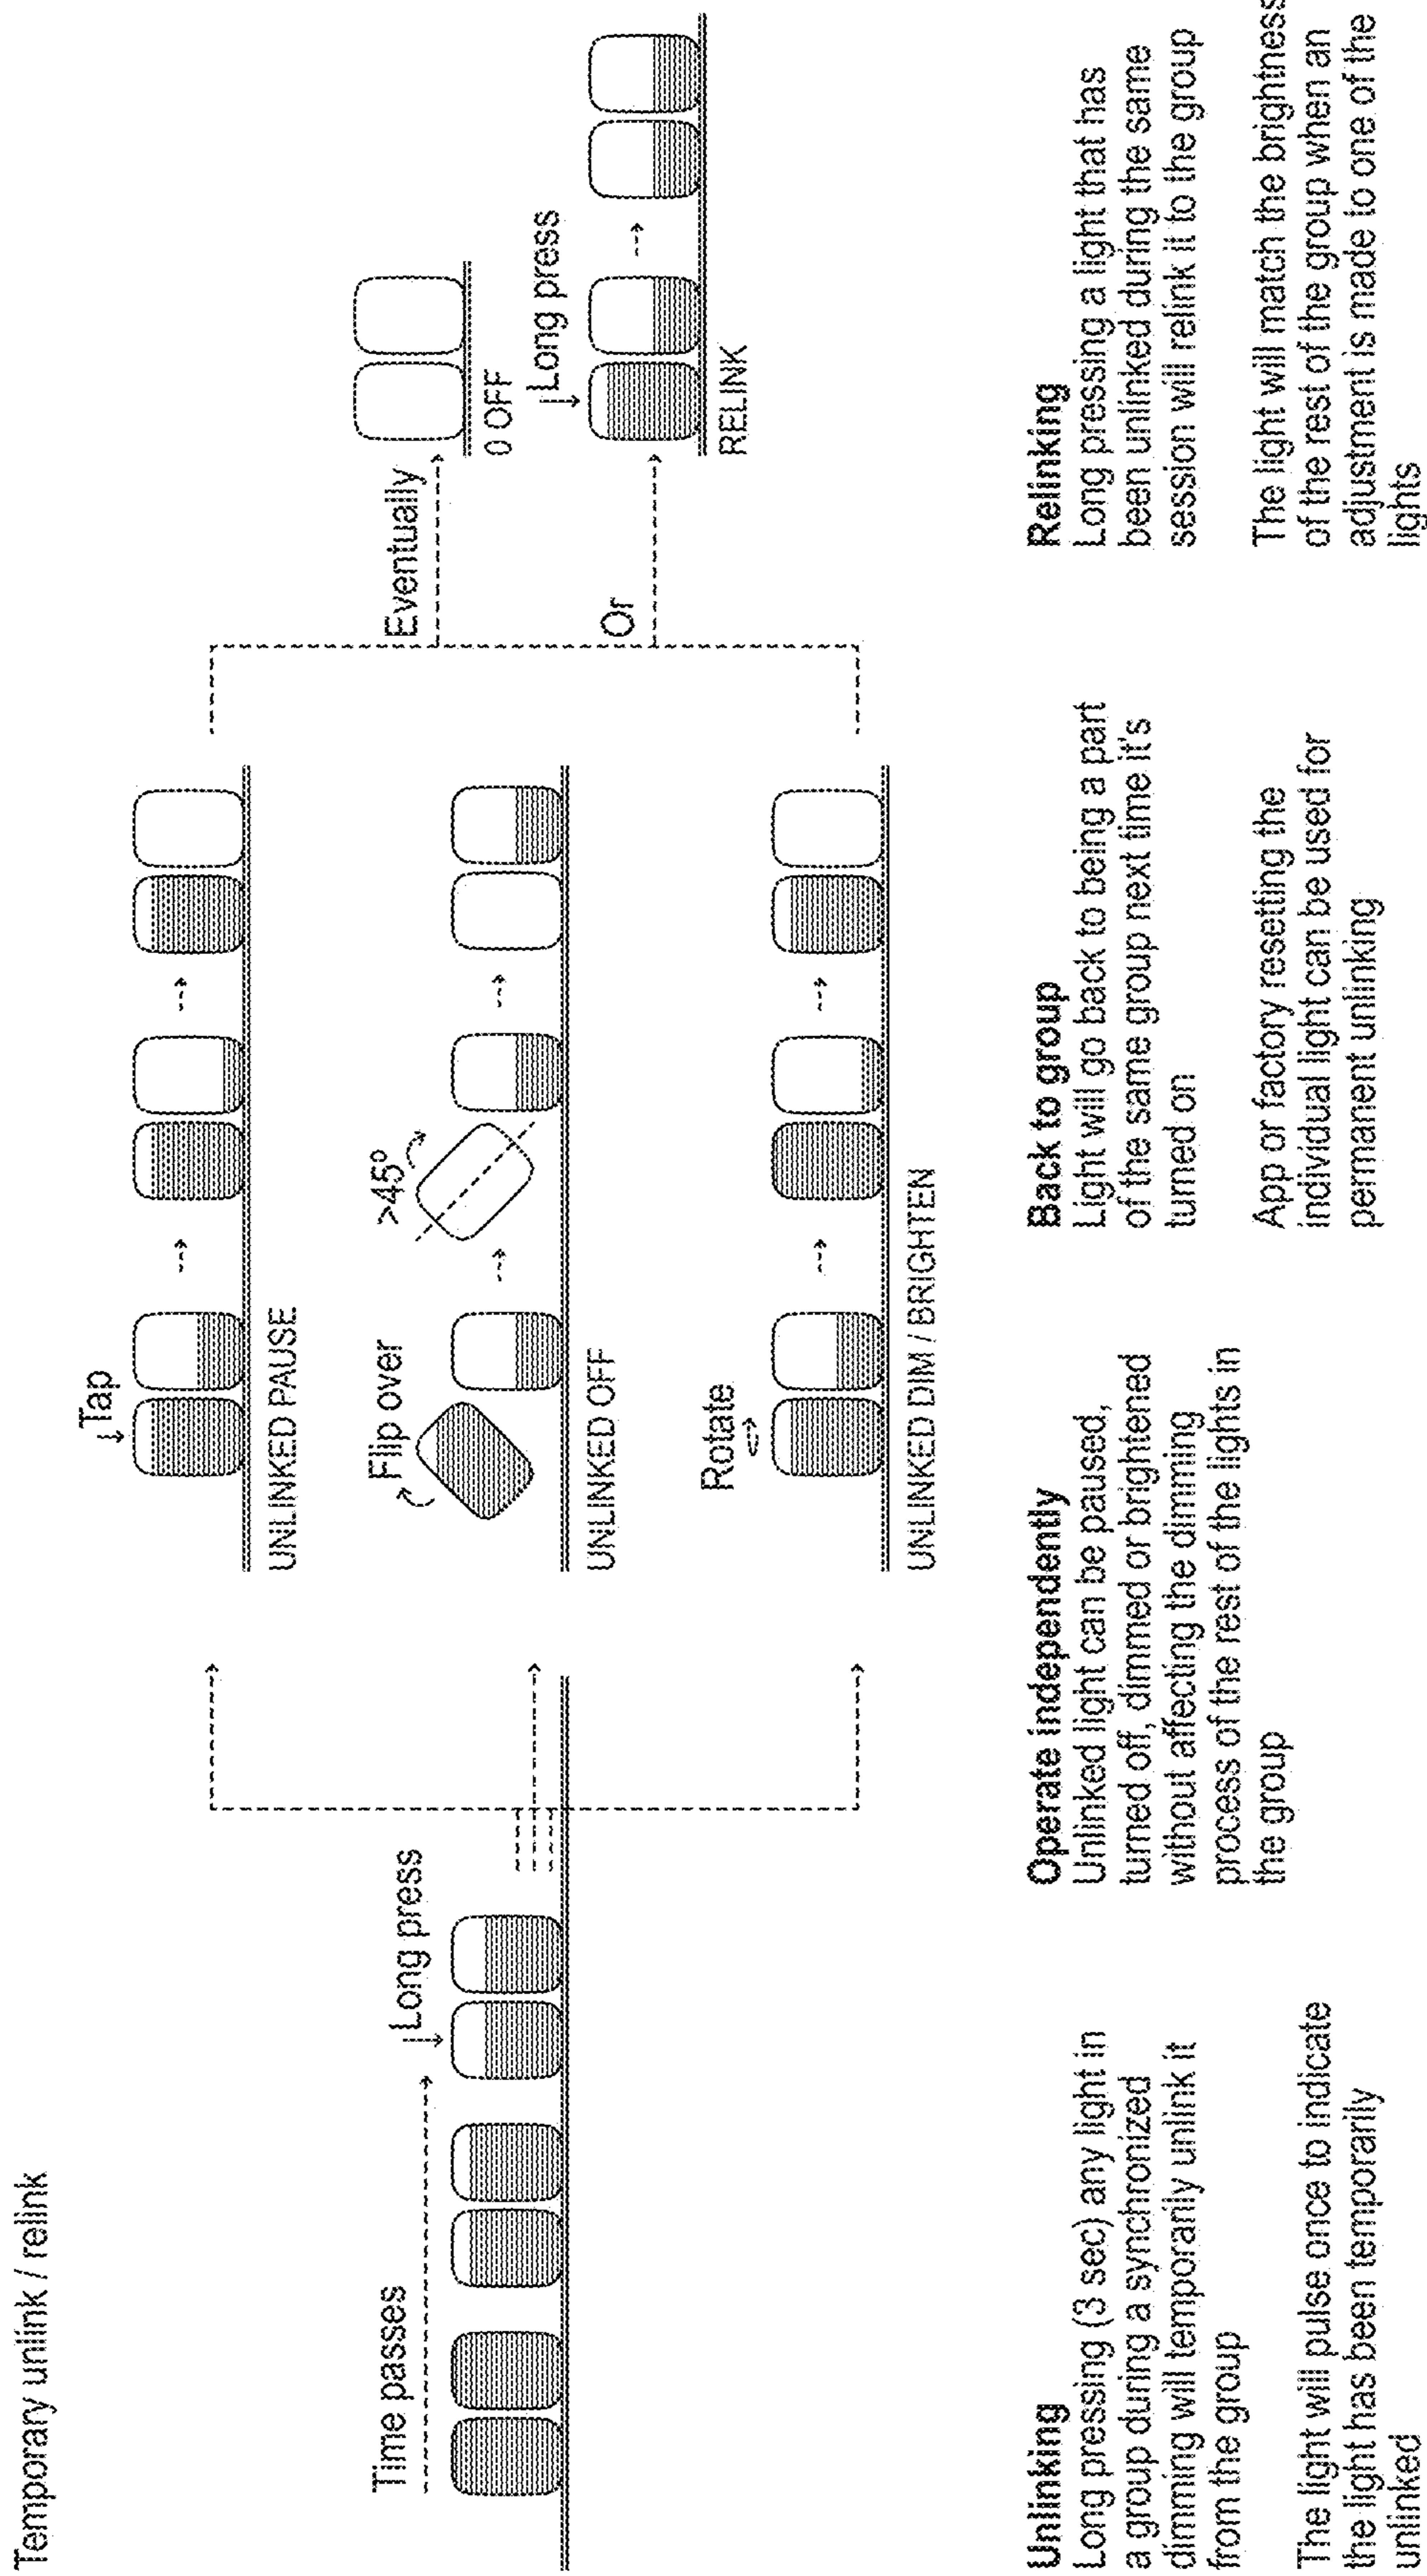 Temporary unlink / relink
Time passes
Long press
Tap
UNLINKED PAUSE
Flip over
>45°
UNLINKED OFF
Rotate
UNLINKED DIM / BRIGHTEN
Eventually
0 OFF
Or
Long press
RELINK
Unlinking
Long pressing (3 sec) any light in
a group during a synchronized
dimming will temporarily unlink it
from the group
The light will pulse once to indicate
the light has been temporarily
unlinked
Operate independently
Unlinked light can be paused,
turned off, dimmed or brightened
without affecting the dimming
process of the rest of the lights in
the group
Back to group
Light will go back to being a part
of the same group next time it's
turned on
App or factory resetting the
individual light can be used for
permanent unlinking
Relinking
Long pressing a light that has
been unlinked during the same
session will relink it to the group
The light will match the brightness
of the rest of the group when an
adjustment is made to one of the
lights